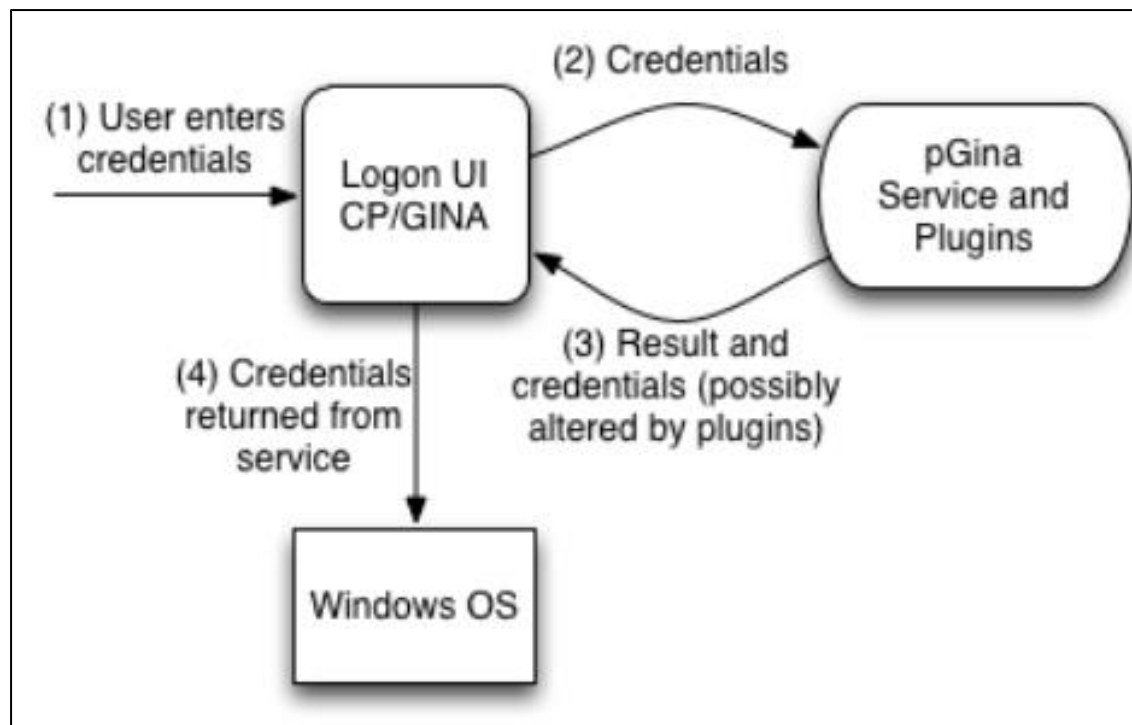 (1) User enters
credentials
Logon UI
CP/GINA
(2) Credentials
pGina
Service and
Plugins
(3) Result and
credentials (possibly
altered by plugins)
(4) Credentials
returned from
service
Windows OS